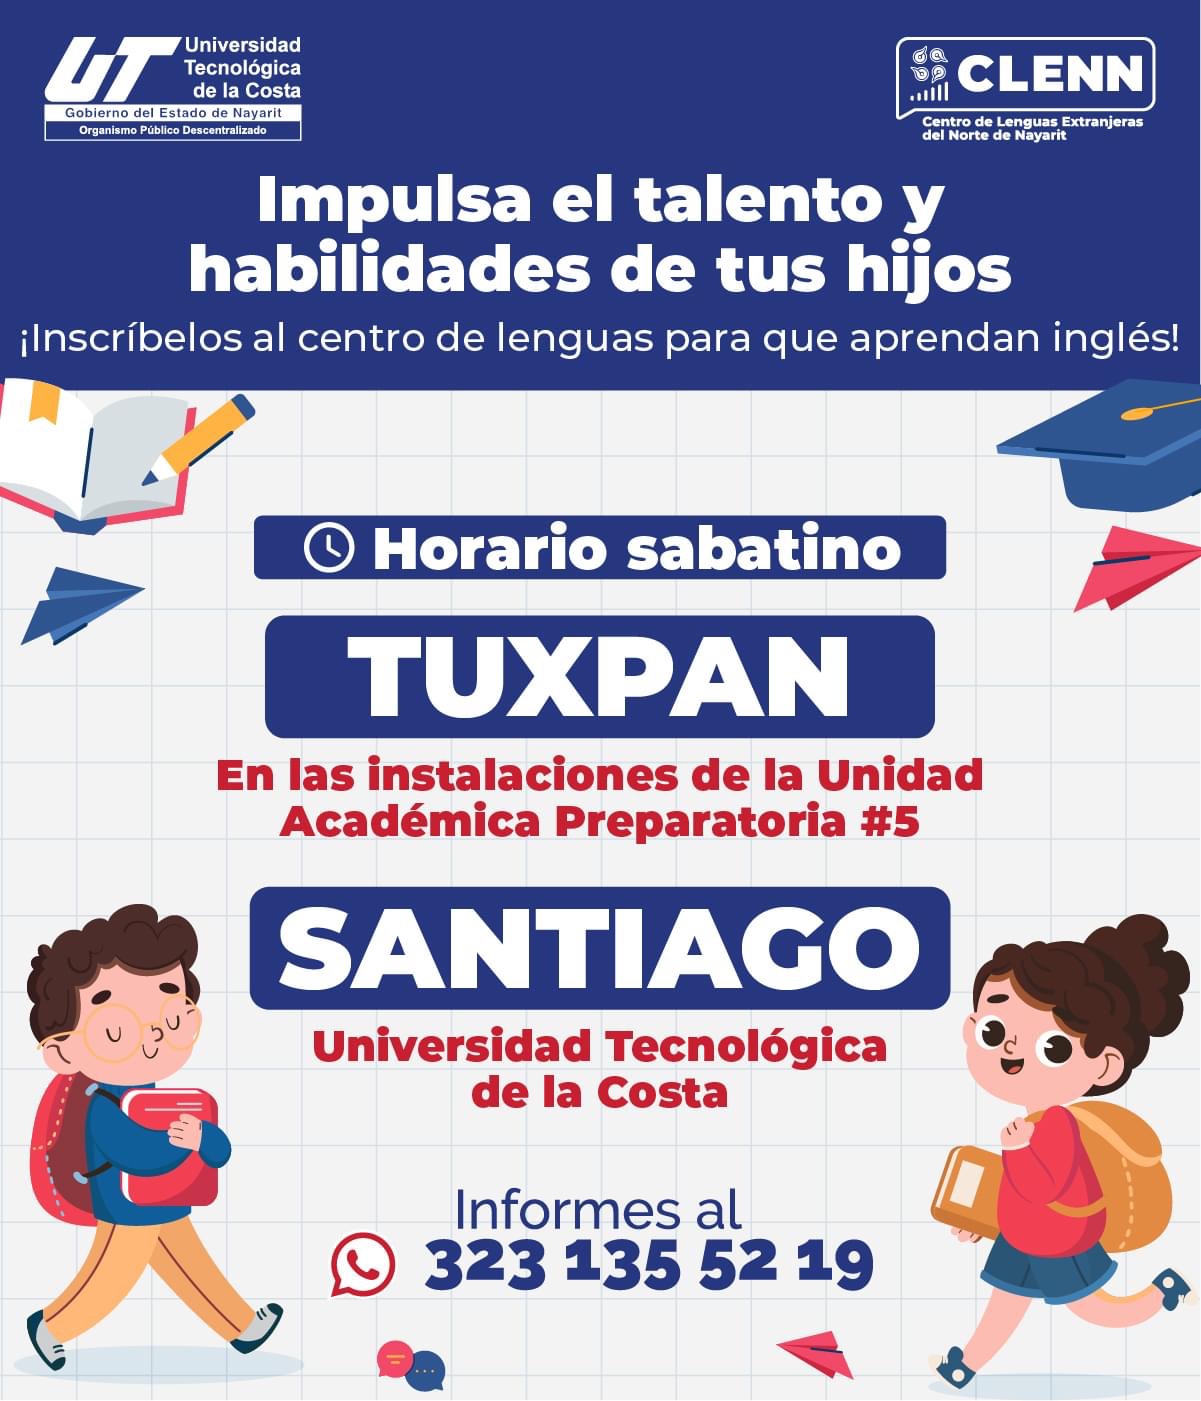 UT
Universidad
Tecnológica
de la Costa
Gobierno del Estado de Nayarit
Organismo Público Descentralizado
CLENN
Centro de Lenguas Extranjeras
del Norte de Nayarit
Impulsa el talento y
habilidades de tus hijos
¡Inscríbelos al centro de lenguas para que aprendan inglés!
Horario sabatino
TUXPAN
En las instalaciones de la Unidad
Académica Preparatoria #5
SANTIAGO
Universidad Tecnológica
de la Costa
Informes al
323 135 52 19